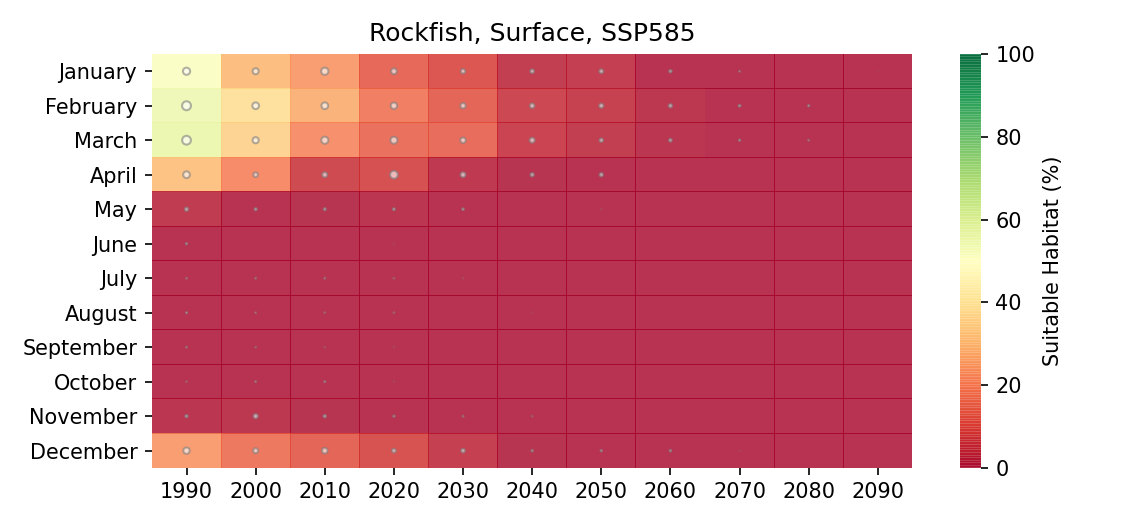 Rockfish, Surface, SSP585
January
February
March
April
May
June
July
August
September
October
November
December
1990 2000 2010 2020 2030 2040 2050 2060 2070 2080 2090
100
80
60
40
20
0
Suitable Habitat (%)